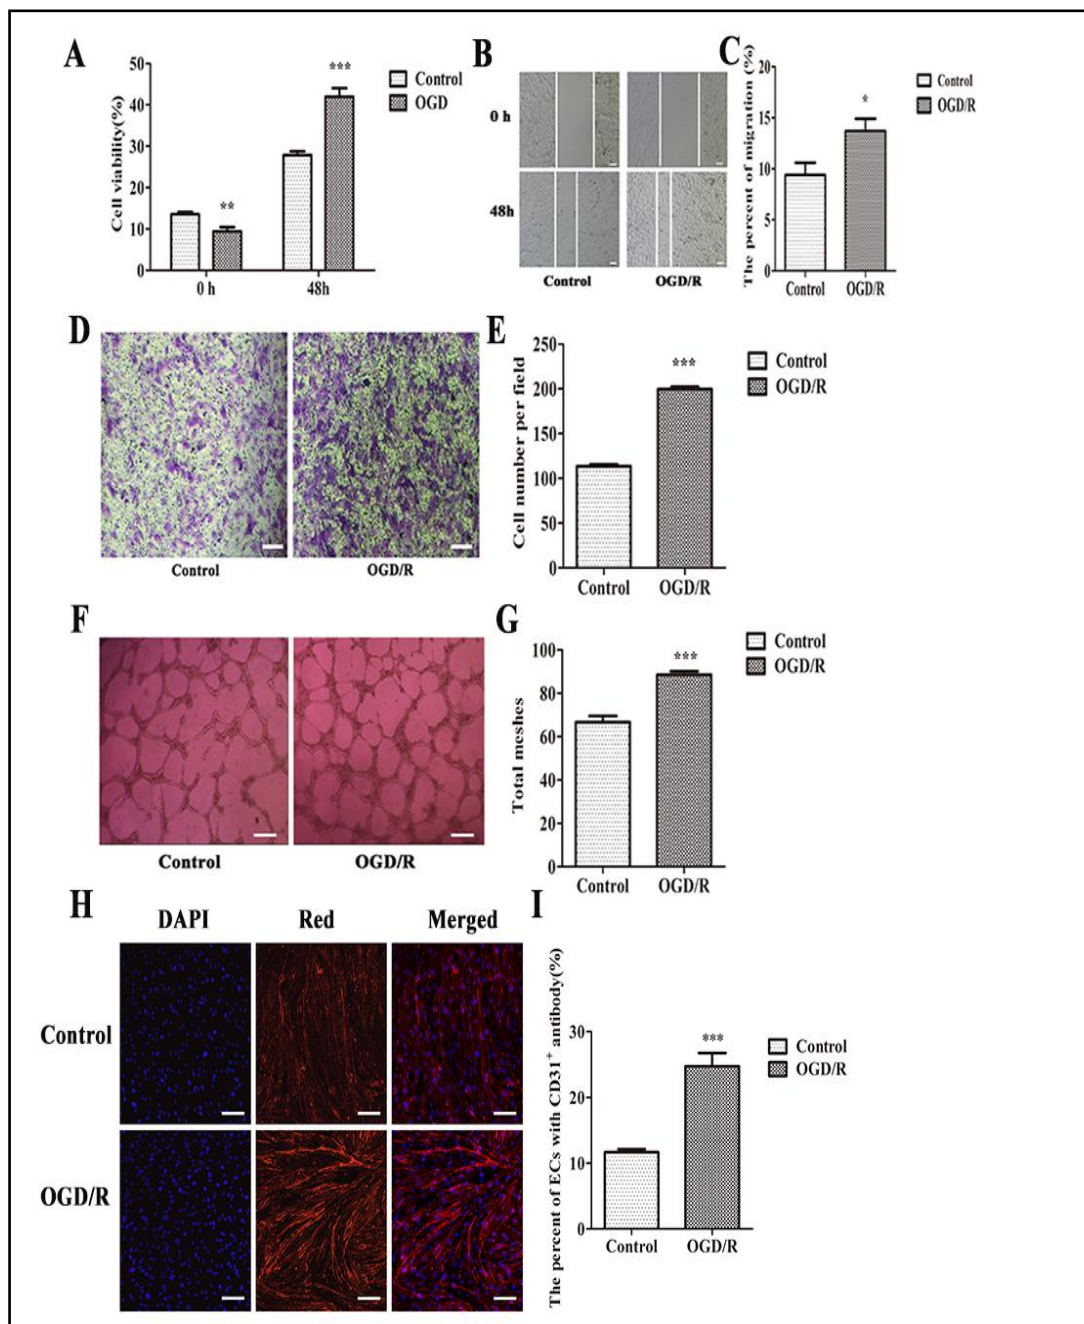 A
Cell viability(%)
50
40
30
20
10
0
**
***
0 h
48h
Control
OGD
B
0 h
48h
Control
OGD/R
C
The percent of migration (%)
20
15
10
5
0
*
Control
OGD/R
Control
OGD/R
D
Control
OGD/R
E
Cell number per field
250
200
150
100
50
0
***
Control
OGD/R
Control
OGD/R
F
Control
OGD/R
G
Total meshes
100
80
60
40
20
0
***
Control
OGD/R
Control
OGD/R
H
DAPI Red Merged
Control
OGD/R
I
The percent of ECs with CD31+ antibody(%)
30
20
10
0
***
Control
OGD/R
Control
OGD/R